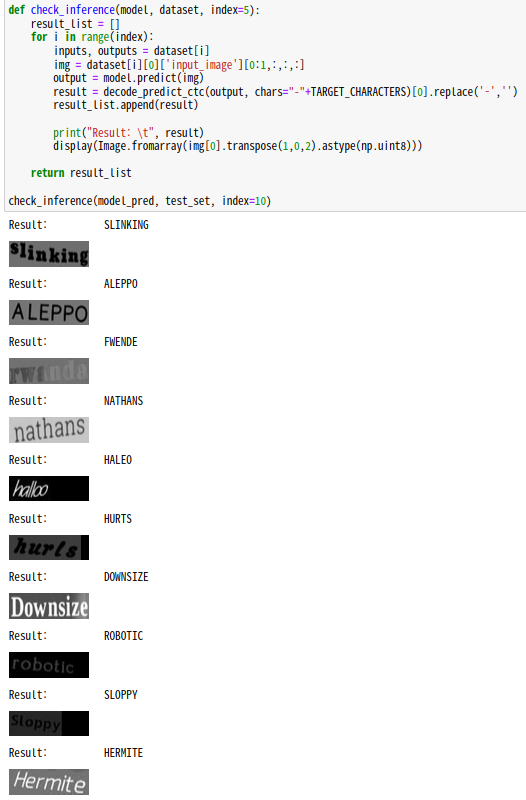 def check_inference(model, dataset, index=5):
    result_list = []
    for i in range(index):
        inputs, outputs = dataset[i]
        img = dataset[i][0]['input_image'][0:1,:,:,:]
        output = model.predict(img)
        result = decode_predict_ctc(output, chars="-"+TARGET_CHARACTERS)[0].replace('-','')
        result_list.append(result)
        print("Result: \t", result)
        display(Image.fromarray(img[0].transpose(1,0,2).astype(np.uint8)))
    return result_list
check_inference(model_pred, test_set, index=10)
Result: SLINKING
slinking
Result: ALEPPO
ALEPPO
Result: FWENDE
rwanda
Result: NATHANS
nathans
Result: HALEO
halloo
Result: HURTS
hurls
Result: DOWNSIZE
Downsize
Result: ROBOTIC
robotic
Result: SLOPPY
Sloppy
Result: HERMITE
Hermite